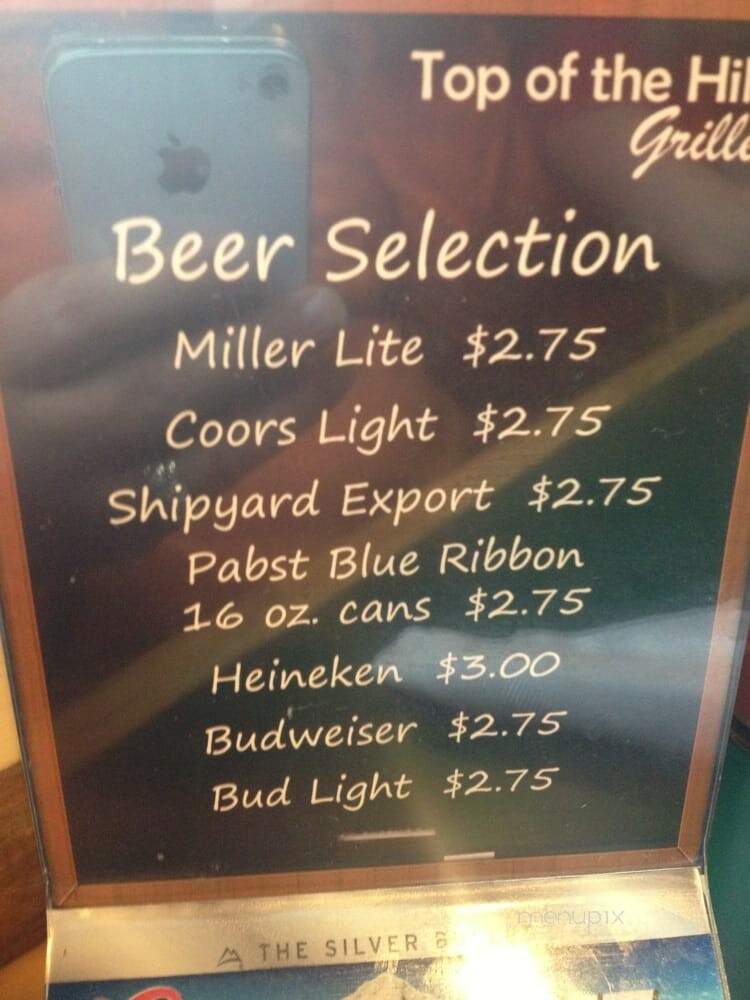 Top of the Hil
Grille
Beer Selection
Miller Lite $2.75
Coors Light $2.75
Shipyard Export $2.75
Pabst Blue Ribbon
16 oz. cans $2.75
Heineken $3.00
Budweiser $2.75
Bud Light $2.75
menupix
THE SILVER